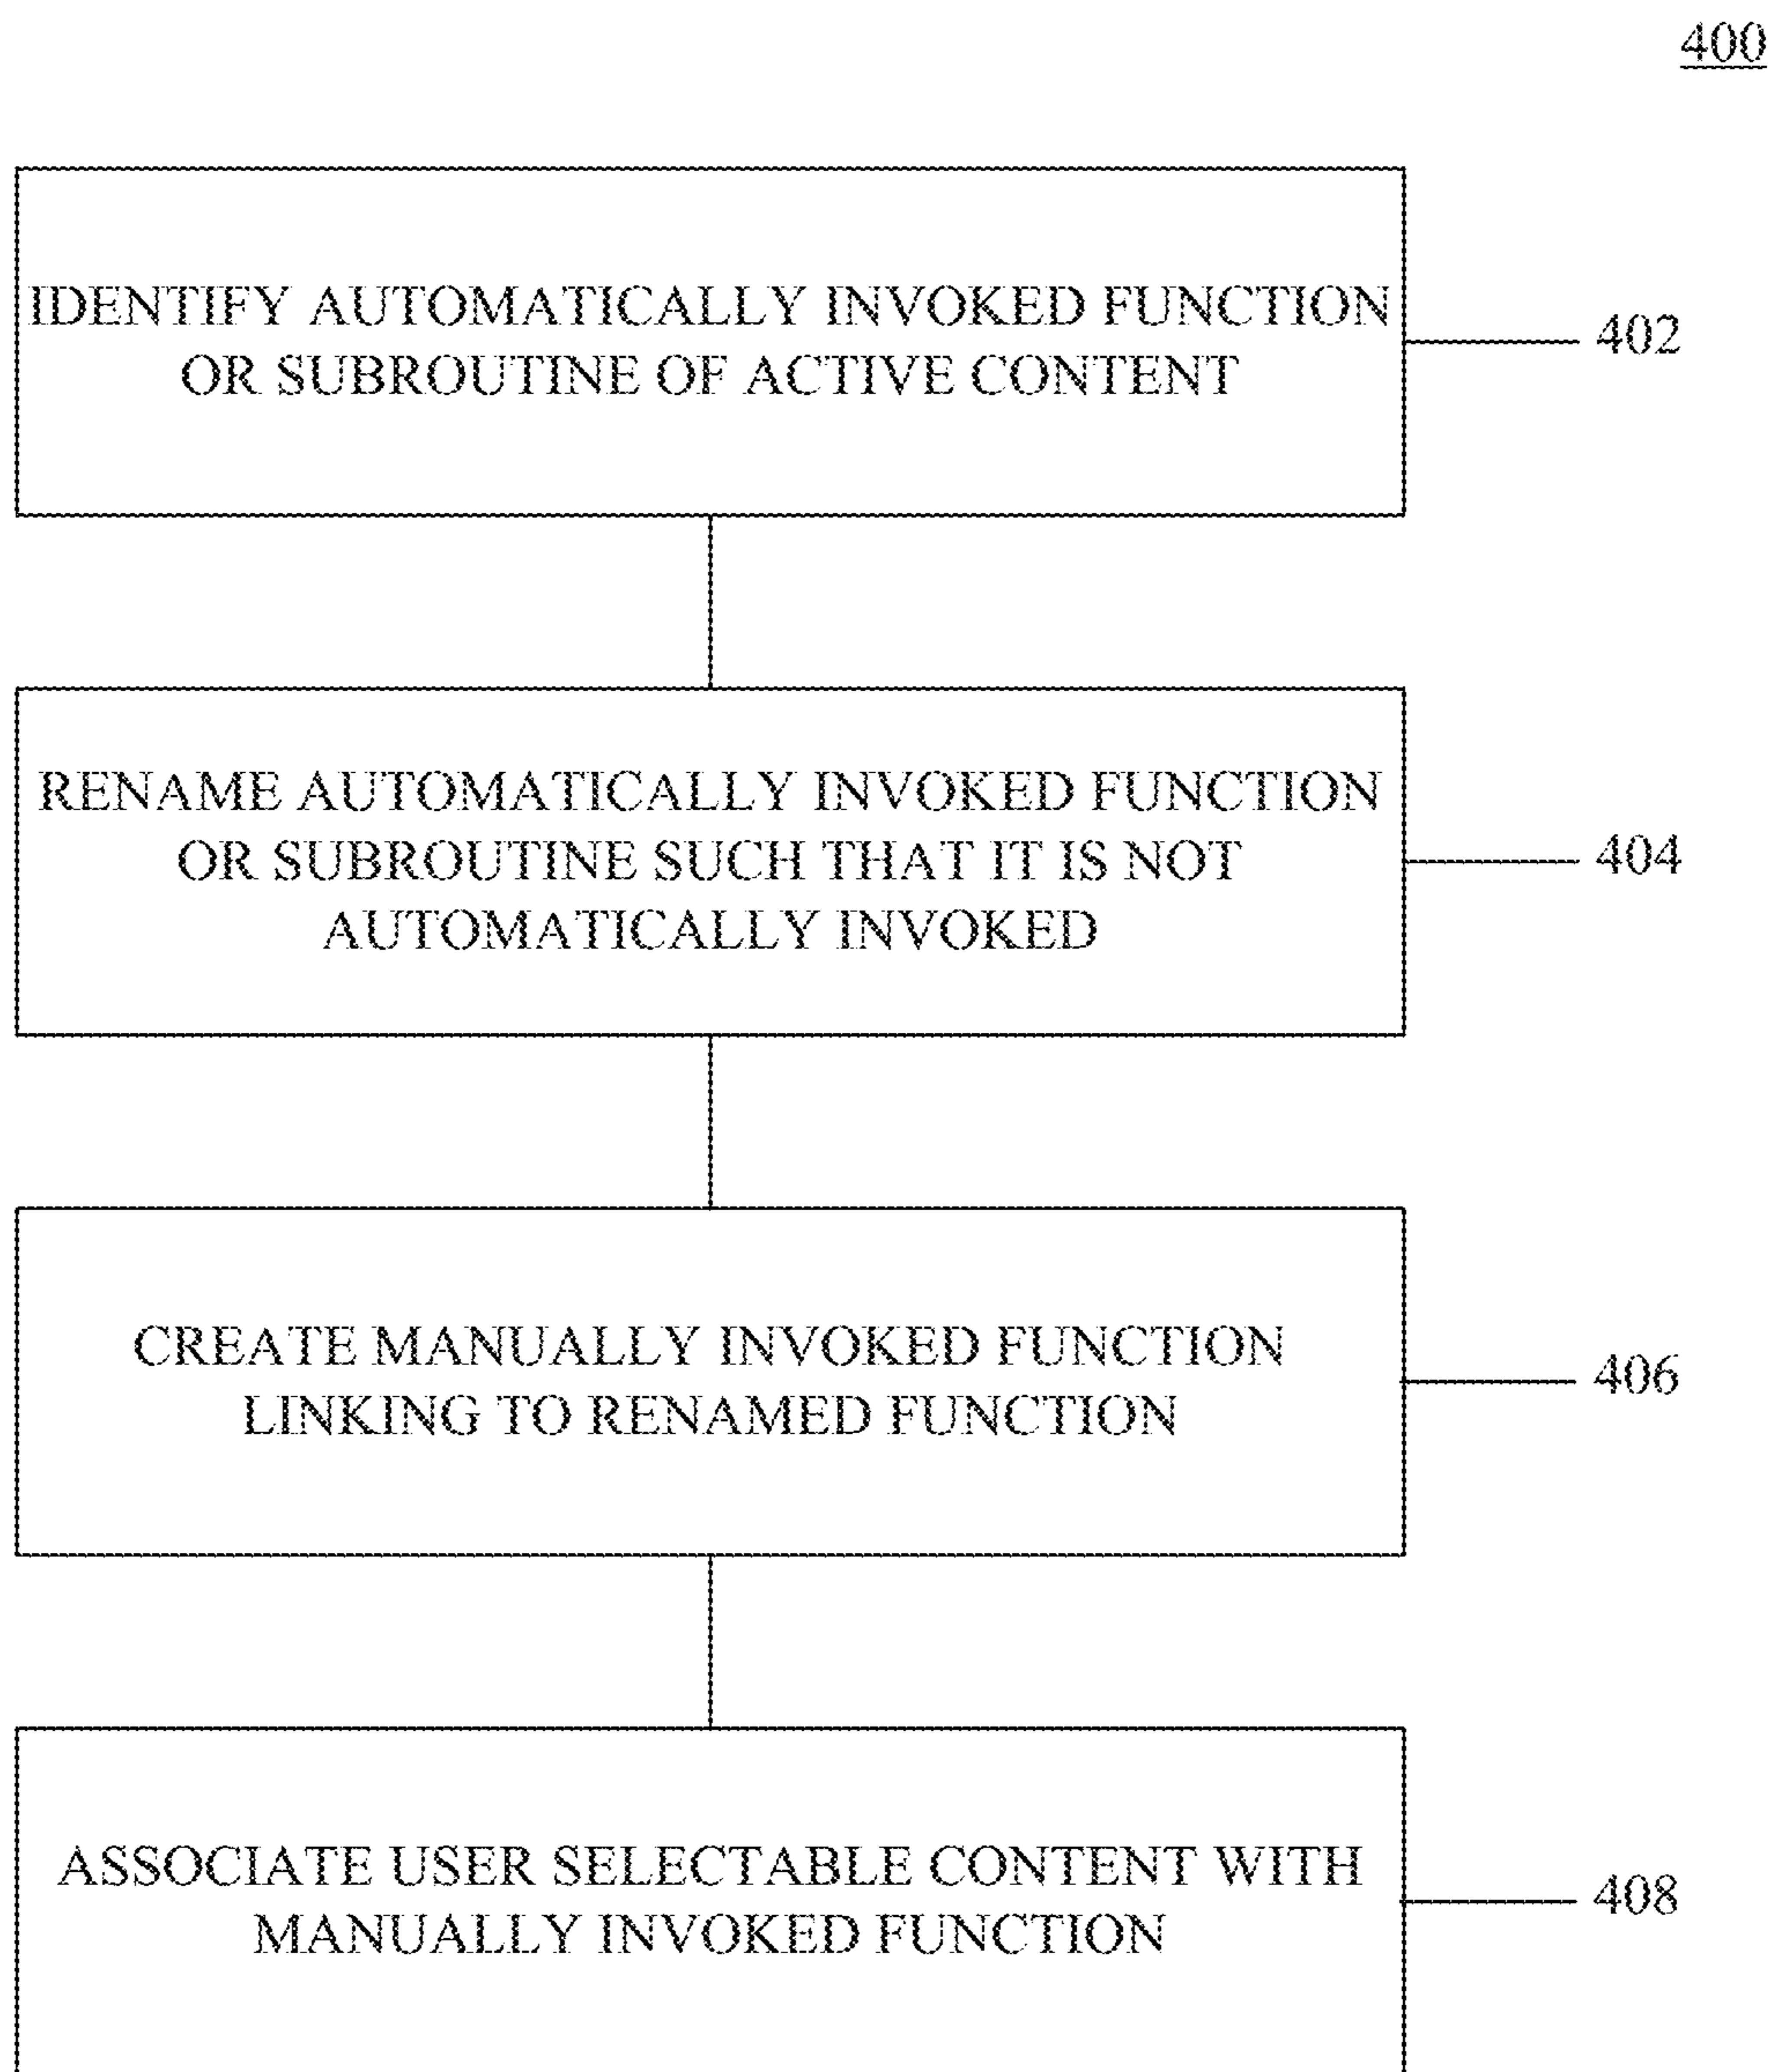 400
IDENTIFY AUTOMATICALLY INVOKED FUNCTION
OR SUBROUTINE OF ACTIVE CONTENT
402
RENAME AUTOMATICALLY INVOKED FUNCTION
OR SUBROUTINE SUCH THAT IT IS NOT
AUTOMATICALLY INVOKED
404
CREATE MANUALLY INVOKED FUNCTION
LINKING TO RENAMED FUNCTION
406
ASSOCIATE USER SELECTABLE CONTENT WITH
MANUALLY INVOKED FUNCTION
408